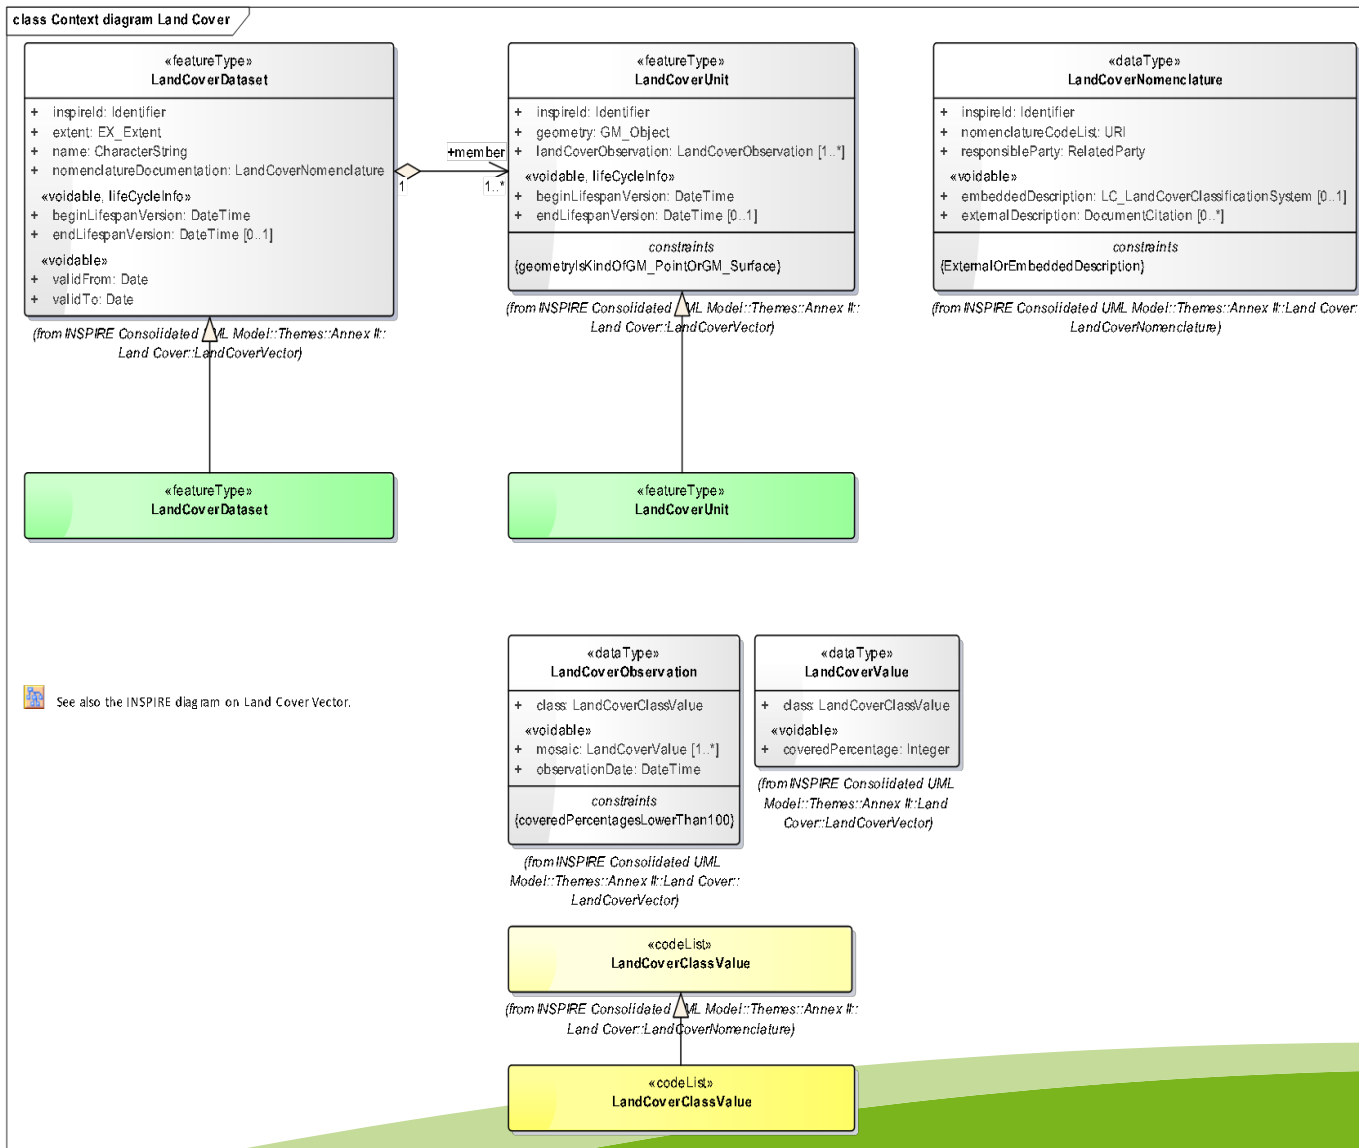 class Context diagram Land Cover
«featureType»
LandCoverDataset
+ inspireId: Identifier
+ extent: EX_Extent
+ name: CharacterString
+ nomenclatureDocumentation: LandCoverNomenclature
«voidable, lifeCycleInfo»
+ beginLifespanVersion: DateTime
+ endLifespanVersion: DateTime [0..1]
«voidable»
+ validFrom: Date
+ validTo: Date
(from INSPIRE Consolidated UML Model::Themes::Annex II::
Land Cover::LandCoverVector)
+member
1
1..*
«featureType»
LandCoverUnit
+ inspireId: Identifier
+ geometry: GM_Object
+ landCoverObservation: LandCoverObservation [1..*]
«voidable, lifeCycleInfo»
+ beginLifespanVersion: DateTime
+ endLifespanVersion: DateTime [0..1]
constraints
{geometryIsKindOfGM_PointOrGM_Surface}
(from INSPIRE Consolidated UML Model::Themes::Annex II::
Land Cover::LandCoverVector)
«dataType»
LandCoverNomenclature
+ inspireId: Identifier
+ nomenclatureCodeList: URI
+ responsibleParty: RelatedParty
«voidable»
+ embeddedDescription: LC_LandCoverClassificationSystem [0..1]
+ externalDescription: DocumentCitation [0..*]
constraints
{ExternalOrEmbeddedDescription}
(from INSPIRE Consolidated UML Model::Themes::Annex II::Land Cover:
LandCoverNomenclature)
«featureType»
LandCoverDataset
«featureType»
LandCoverUnit
See also the INSPIRE diagram on Land Cover Vector.
«dataType»
LandCoverObservation
+ class: LandCoverClassValue
«voidable»
+ mosaic: LandCoverValue [1..*]
+ observationDate: DateTime
constraints
{coveredPercentagesLowerThan100}
(from INSPIRE Consolidated UML
Model::Themes::Annex II::Land Cover::
LandCoverVector)
«dataType»
LandCoverValue
+ class: LandCoverClassValue
«voidable»
+ coveredPercentage: Integer
(from INSPIRE Consolidated UML
Model::Themes::Annex II::Land
Cover::LandCoverVector)
«codeList»
LandCoverClassValue
(from INSPIRE Consolidated UML Model::Themes::Annex II::
Land Cover::LandCoverNomenclature)
«codeList»
LandCoverClassValue